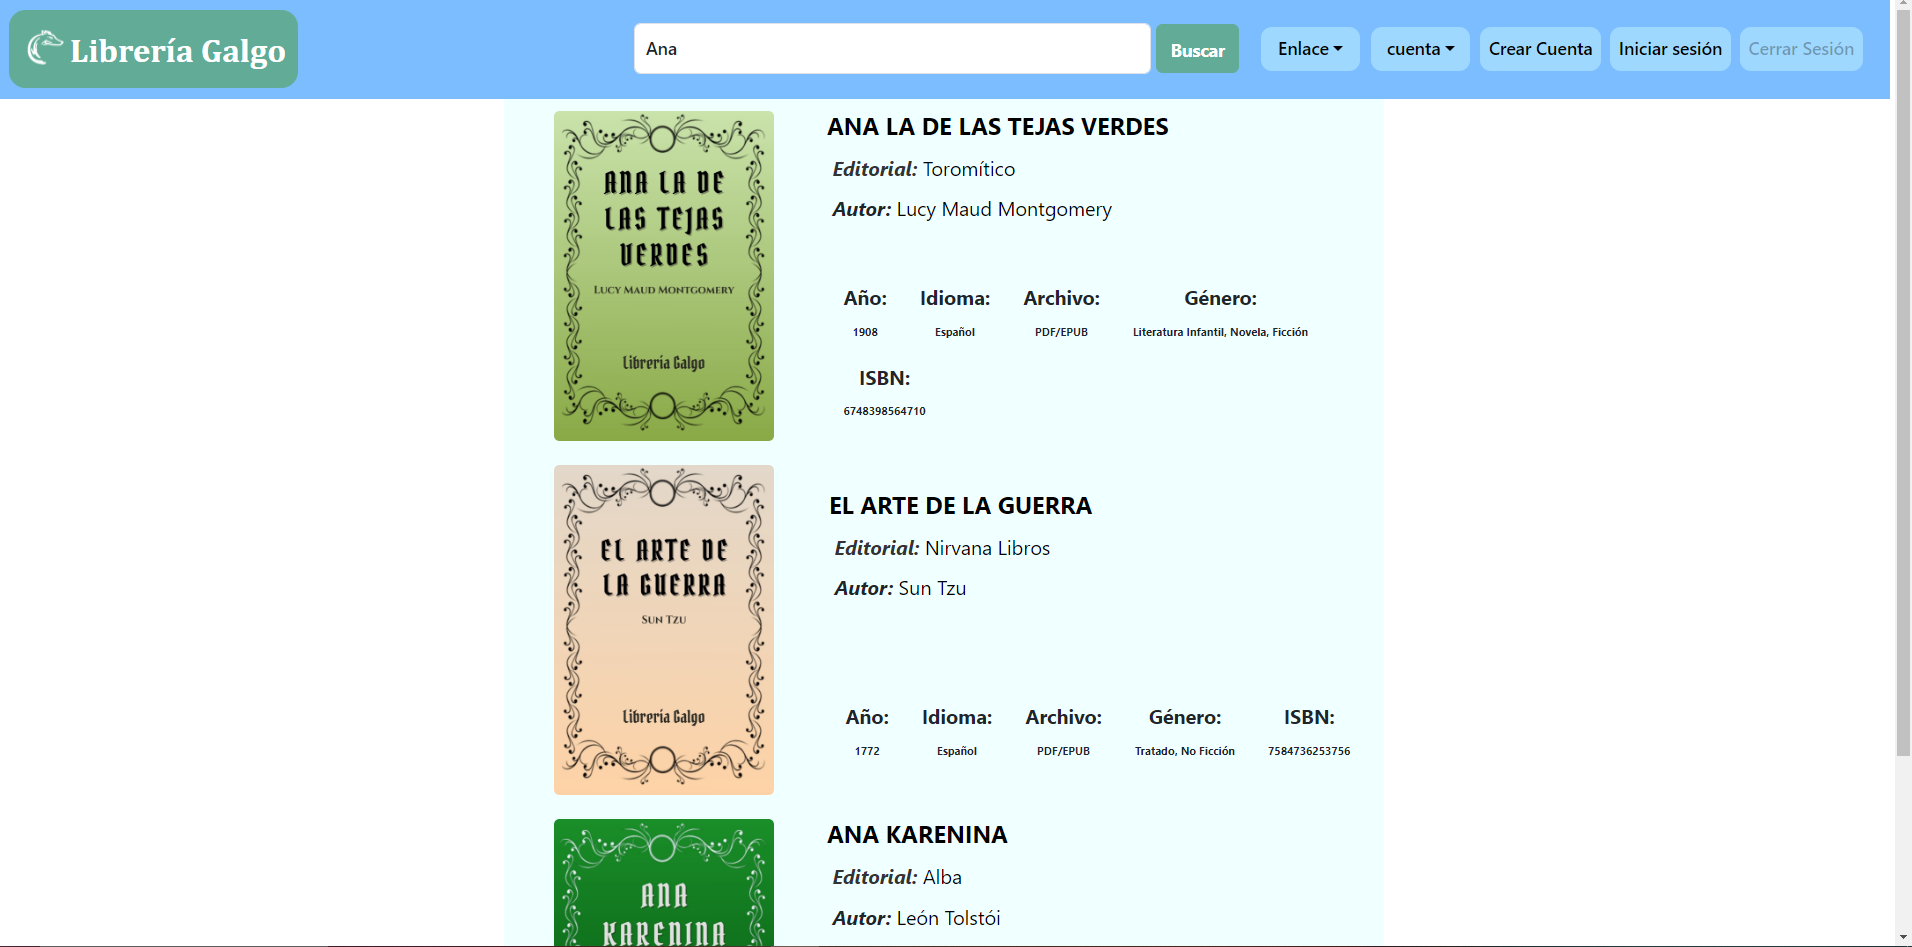 Librería Galgo
Ana
Buscar
Enlace
cuenta
Crear Cuenta
Iniciar sesión
Cerrar Sesión
ANA LA DE
LAS TEJAS
VERDES
LUCY MAUD MONTGOMERY
Librería Galgo
ANA LA DE LAS TEJAS VERDES
Editorial: Toromítico
Autor: Lucy Maud Montgomery
Año: Idioma: Archivo: Género:
1908 Español PDF/EPUB Literatura Infantil, Novela, Ficción
ISBN:
6748398564710
EL ARTE DE
LA GUERRA
SUN TZU
Librería Galgo
EL ARTE DE LA GUERRA
Editorial: Nirvana Libros
Autor: Sun Tzu
Año: Idioma: Archivo: Género: ISBN:
1772 Español PDF/EPUB Tratado, No Ficción 7584736253756
ANA
KARENINA
ANA KARENINA
Editorial: Alba
Autor: León Tolstói